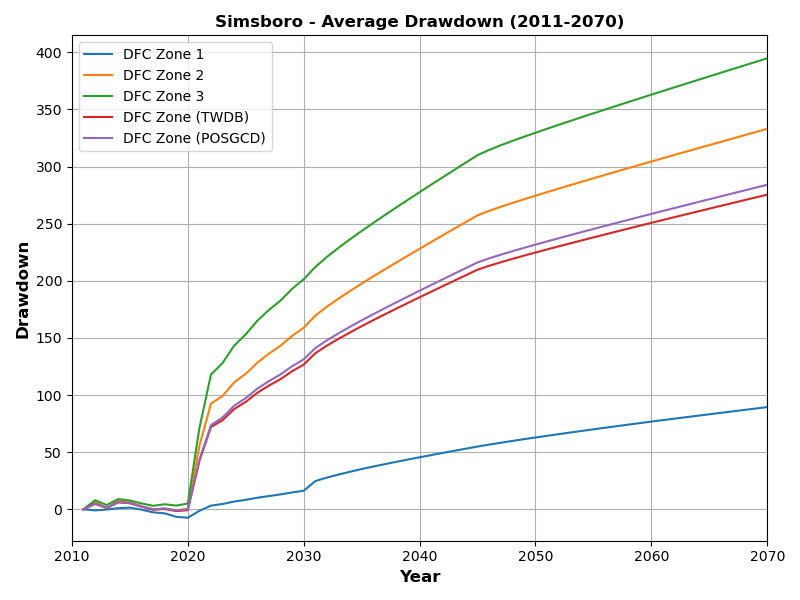 Simsboro - Average Drawdown (2011-2070)
DFC Zone 1
DFC Zone 2
DFC Zone 3
DFC Zone (TWDB)
DFC Zone (POSGCD)
400
350
300
250
200
150
100
50
0
Drawdown
2010 2020 2030 2040 2050 2060 2070
Year